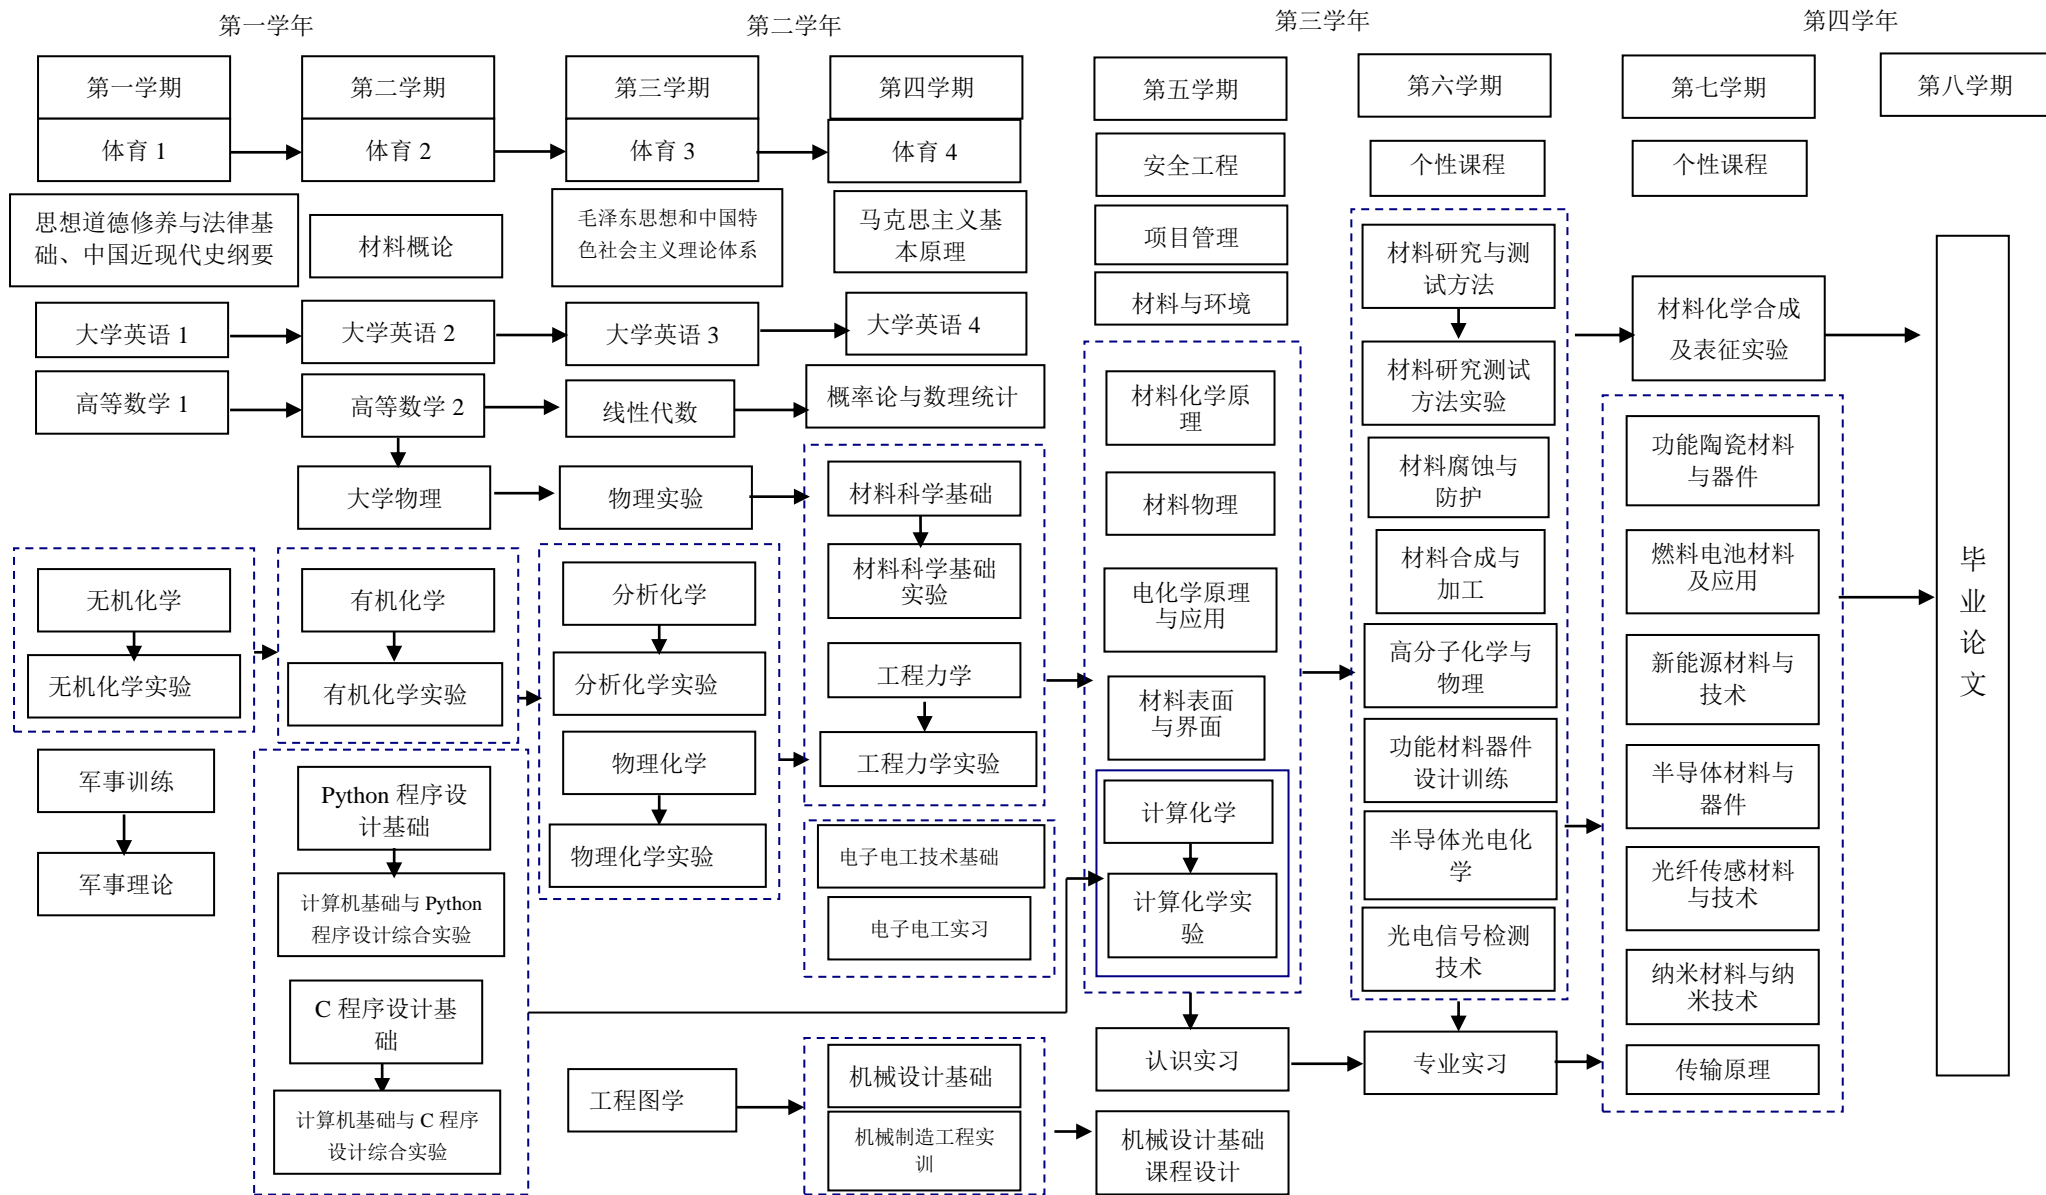 第一学年
第二学年
第三学年
第四学年
第一学期
第二学期
第三学期
第四学期
第五学期
第六学期
第七学期
第八学期
体育 1
体育 2
体育 3
体育 4
安全工程
个性课程
个性课程
思想道德修养与法律基
础、中国近现代史纲要
材料概论
毛泽东思想和中国特
色社会主义理论体系
马克思主义基
本原理
项目管理
材料与环境
大学英语 1
大学英语 2
大学英语 3
大学英语 4
高等数学 1
高等数学 2
线性代数
概率论与数理统计
大学物理
物理实验
无机化学
无机化学实验
军事训练
军事理论
有机化学
有机化学实验
Python 程序设
计基础
计算机基础与 Python
程序设计综合实验
C 程序设计基
础
计算机基础与 C 程序
设计综合实验
分析化学
分析化学实验
物理化学
物理化学实验
工程图学
材料科学基础
材料科学基础
实验
工程力学
工程力学实验
电子电工技术基础
电子电工实习
机械设计基础
机械制造工程实
训
材料化学原
理
材料物理
电化学原理
与应用
材料表面
与界面
计算化学
计算化学实
验
认识实习
机械设计基础
课程设计
材料研究与测
试方法
材料研究测试
方法实验
材料腐蚀与
防护
材料合成与
加工
高分子化学与
物理
功能材料器件
设计训练
半导体光电化
学
光电信号检测
技术
专业实习
材料化学合成
及表征实验
功能陶瓷材料
与器件
燃料电池材料
及应用
新能源材料与
技术
半导体材料与
器件
光纤传感材料
与技术
纳米材料与纳
米技术
传输原理
毕
业
论
文